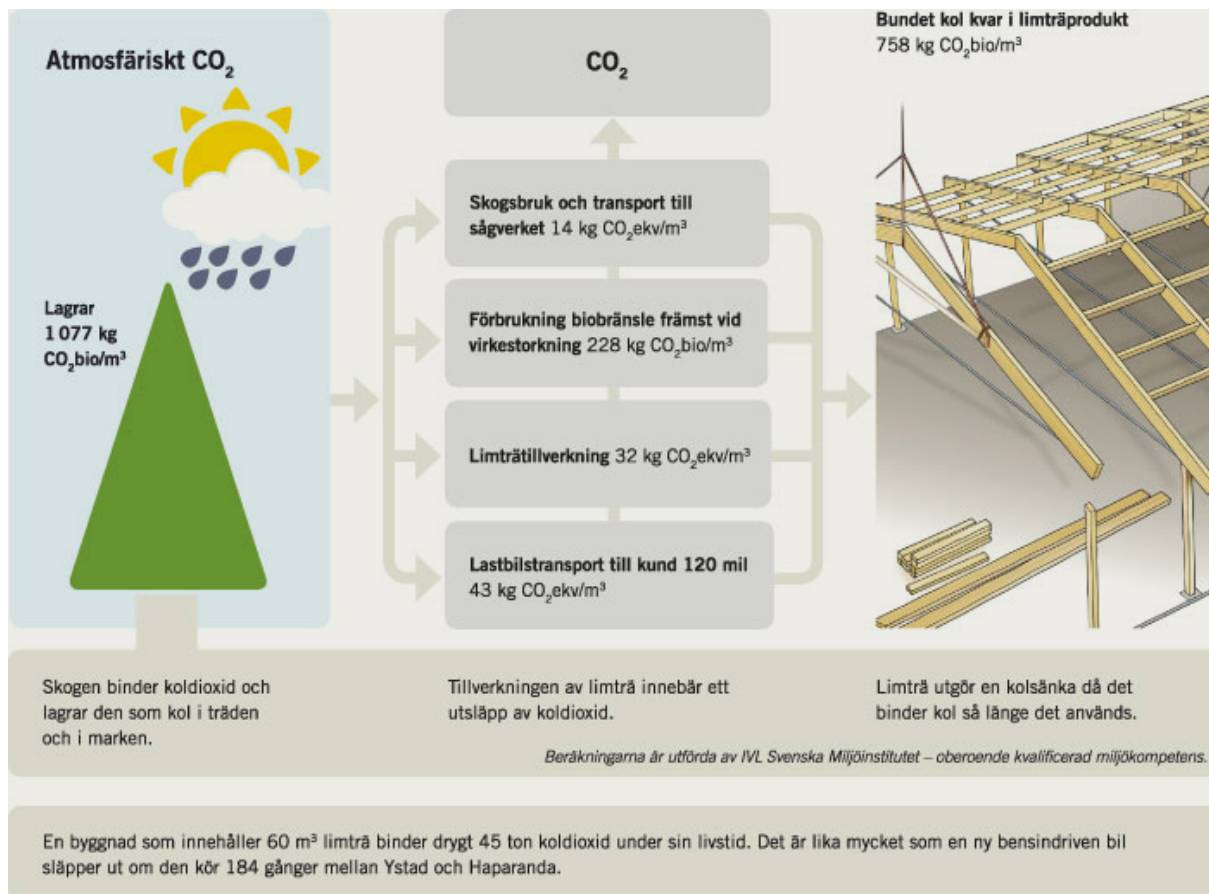 Atmosfäriskt CO₂
Lagrar
1 077 kg
CO₂bio/m³
CO₂
Skogsbruk och transport till
sågverket 14 kg CO₂ekv/m³
Förbrukning biobränsle främst vid
virkestorkning 228 kg CO₂bio/m³
Limträtillverkning 32 kg CO₂ekv/m³
Lastbilstransport till kund 120 mil
43 kg CO₂ekv/m³
Bundet kol kvar i limträprodukt
758 kg CO₂bio/m³
Skogen binder koldioxid och
lagrar den som kol i träden
och i marken.
Tillverkningen av limträ innebär ett
utsläpp av koldioxid.
Limträ utgör en kolsänka då det
binder kol så länge det används.
Beräkningarna är utförda av IVL Svenska Miljöinstitutet – oberoende kvalificerad miljökompetens.
En byggnad som innehåller 60 m³ limträ binder drygt 45 ton koldioxid under sin livstid. Det är lika mycket som en ny bensindriven bil
släpper ut om den kör 184 gånger mellan Ystad och Haparanda.